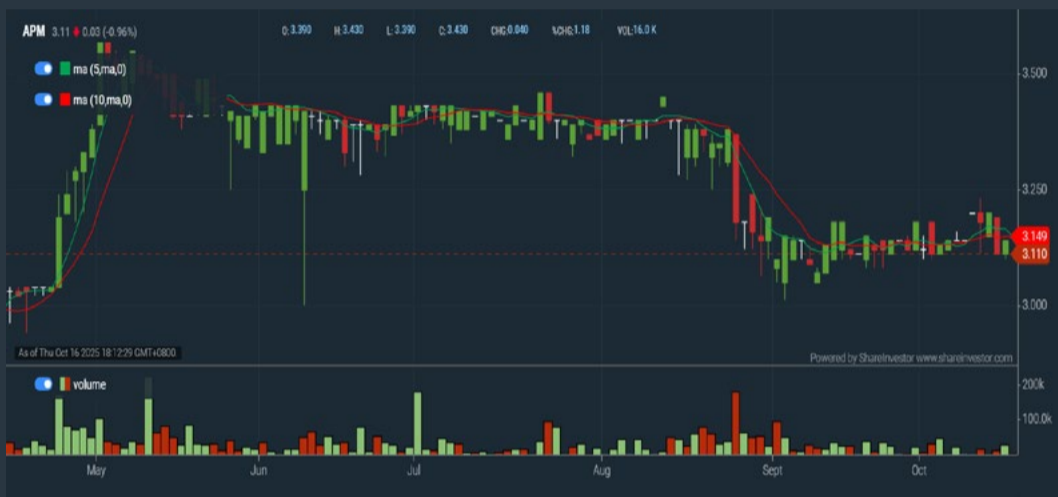 APM 3.11 0.03 (-0.96%) O:3.390 H:3.430 L:3.390 C:3.430 CHG:0.040 %CHG:1.18 VOL:16.0 K
ma (5,ma,0)
ma (10,ma,0)
3.500
3.250
3.149
3.110
3.000
As of Thu Oct 16 2025 18:12:29 GMT+0800
Powered by ShareInvestor www.shareinvestor.com
volume
200k
100.0k
May Jun Jul Aug Sept Oct